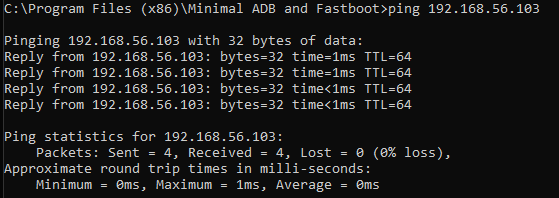 C:\Program Files (x86)\Minimal ADB and Fastboot>ping 192.168.56.103
Pinging 192.168.56.103 with 32 bytes of data:
Reply from 192.168.56.103: bytes=32 time=1ms TTL=64
Reply from 192.168.56.103: bytes=32 time=1ms TTL=64
Reply from 192.168.56.103: bytes=32 time<1ms TTL=64
Reply from 192.168.56.103: bytes=32 time<1ms TTL=64
Ping statistics for 192.168.56.103:
    Packets: Sent = 4, Received = 4, Lost = 0 (0% loss),
Approximate round trip times in milli-seconds:
    Minimum = 0ms, Maximum = 1ms, Average = 0ms